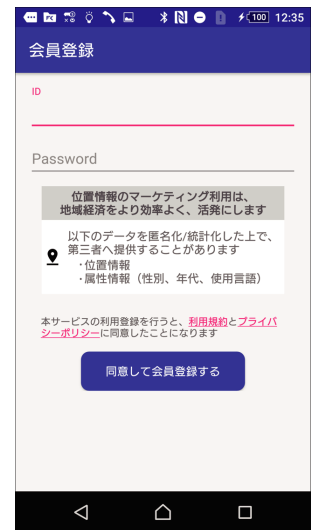 100 12:35
会員登録
ID
Password
位置情報のマーケティング利用は、
地域経済をより効率よく、活発にします
以下のデータを匿名化/統計化した上で、
第三者へ提供することがあります
・位置情報
・属性情報（性別、年代、使用言語）
本サービスの利用登録を行うと、利用規約とプライバ
シーポリシーに同意したことになります
同意して会員登録する